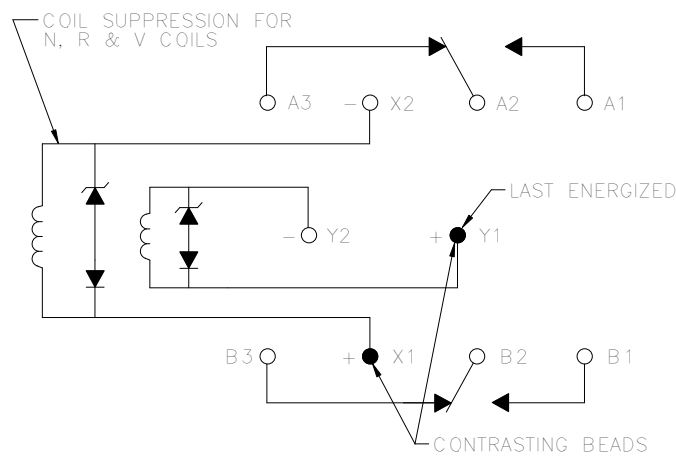 COIL SUPPRESSION FOR
N, R & V COILS
A3
- X2
A2
A1
LAST ENERGIZED
- Y2
+ Y1
B3
+ X1
B2
B1
CONTRASTING BEADS